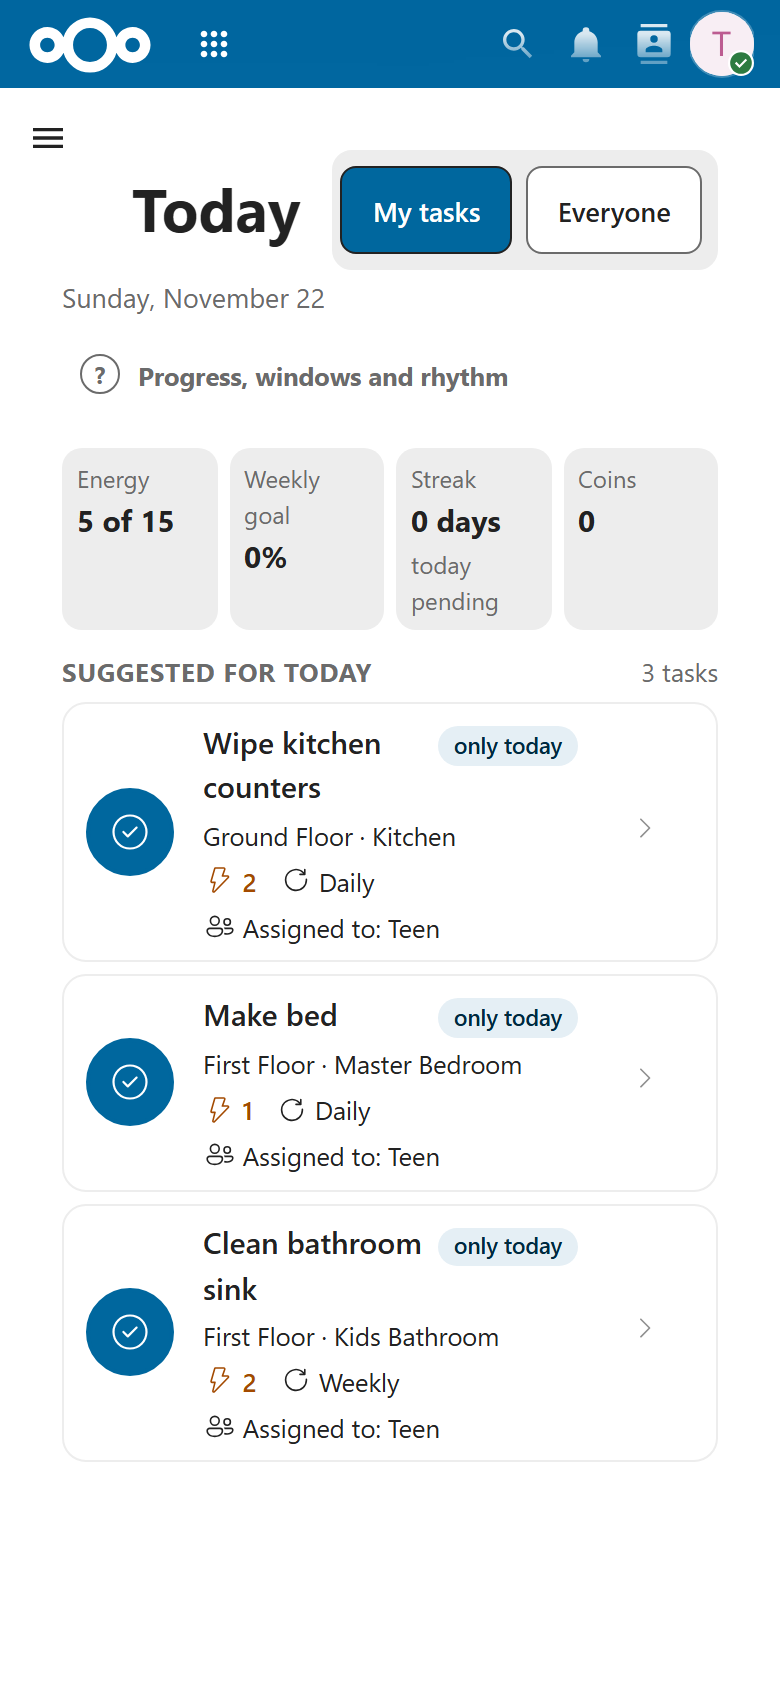 T
Today
My tasks
Everyone
Sunday, November 22
? Progress, windows and rhythm
Energy
5 of 15
Weekly
goal
0%
Streak
0 days
today
pending
Coins
0
SUGGESTED FOR TODAY
3 tasks
Wipe kitchen
counters
only today
Ground Floor · Kitchen
2 Daily
Assigned to: Teen
Make bed
only today
First Floor · Master Bedroom
1 Daily
Assigned to: Teen
Clean bathroom
sink
only today
First Floor · Kids Bathroom
2 Weekly
Assigned to: Teen